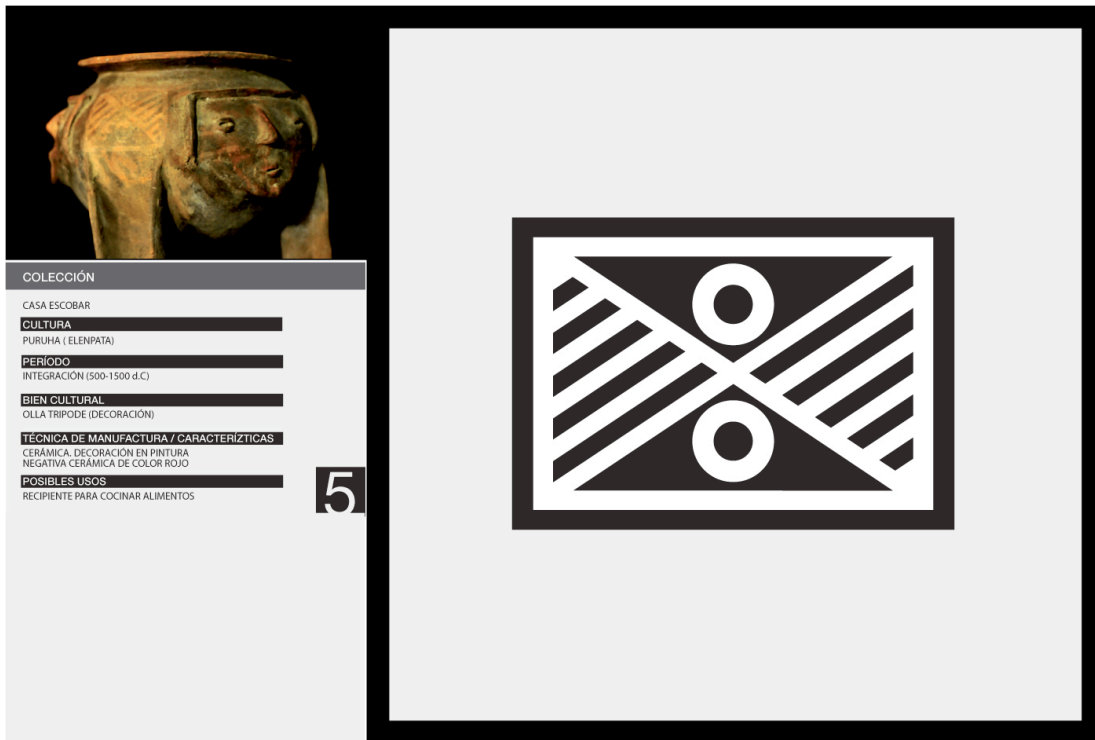 COLECCIÓN
CASA ESCOBAR
CULTURA
PURUHA ( ELENPATA)
PERÍODO
INTEGRACIÓN (500-1500 d.C)
BIEN CULTURAL
OLLA TRIPODE (DECORACIÓN)
TÉCNICA DE MANUFACTURA / CARACTERÍZTICAS
CERÁMICA. DECORACIÓN EN PINTURA
NEGATIVA CERÁMICA DE COLOR ROJO
POSIBLES USOS
RECIPIENTE PARA COCINAR ALIMENTOS
5